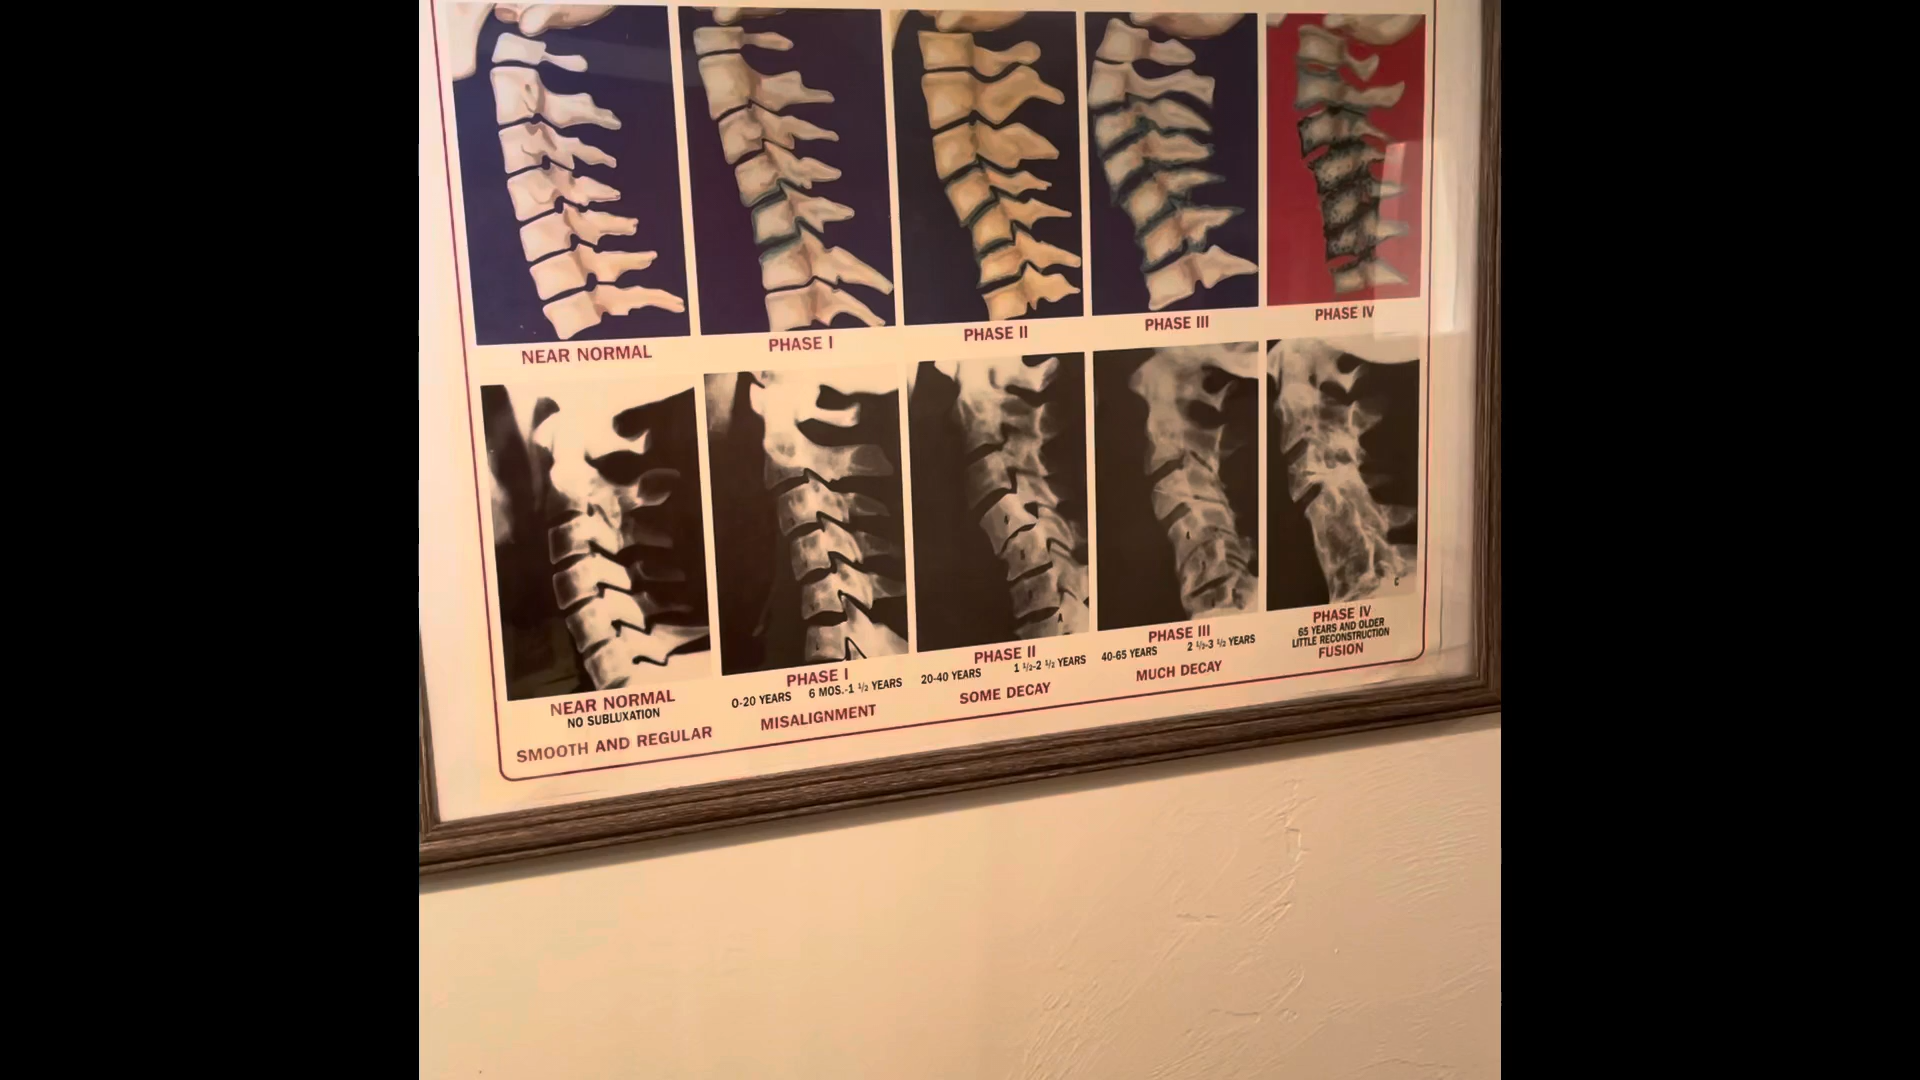 NEAR NORMAL
PHASE I
PHASE II
PHASE III
PHASE IV
NEAR NORMAL
NO SUBLUXATION
SMOOTH AND REGULAR
PHASE I
0-20 YEARS 6 MOS.-1 1/2 YEARS
MISALIGNMENT
PHASE II
20-40 YEARS 1 1/2-2 1/2 YEARS
SOME DECAY
PHASE III
40-65 YEARS 2 1/2-3 1/2 YEARS
MUCH DECAY
PHASE IV
65 YEARS AND OLDER
LITTLE RECONSTRUCTION
FUSION